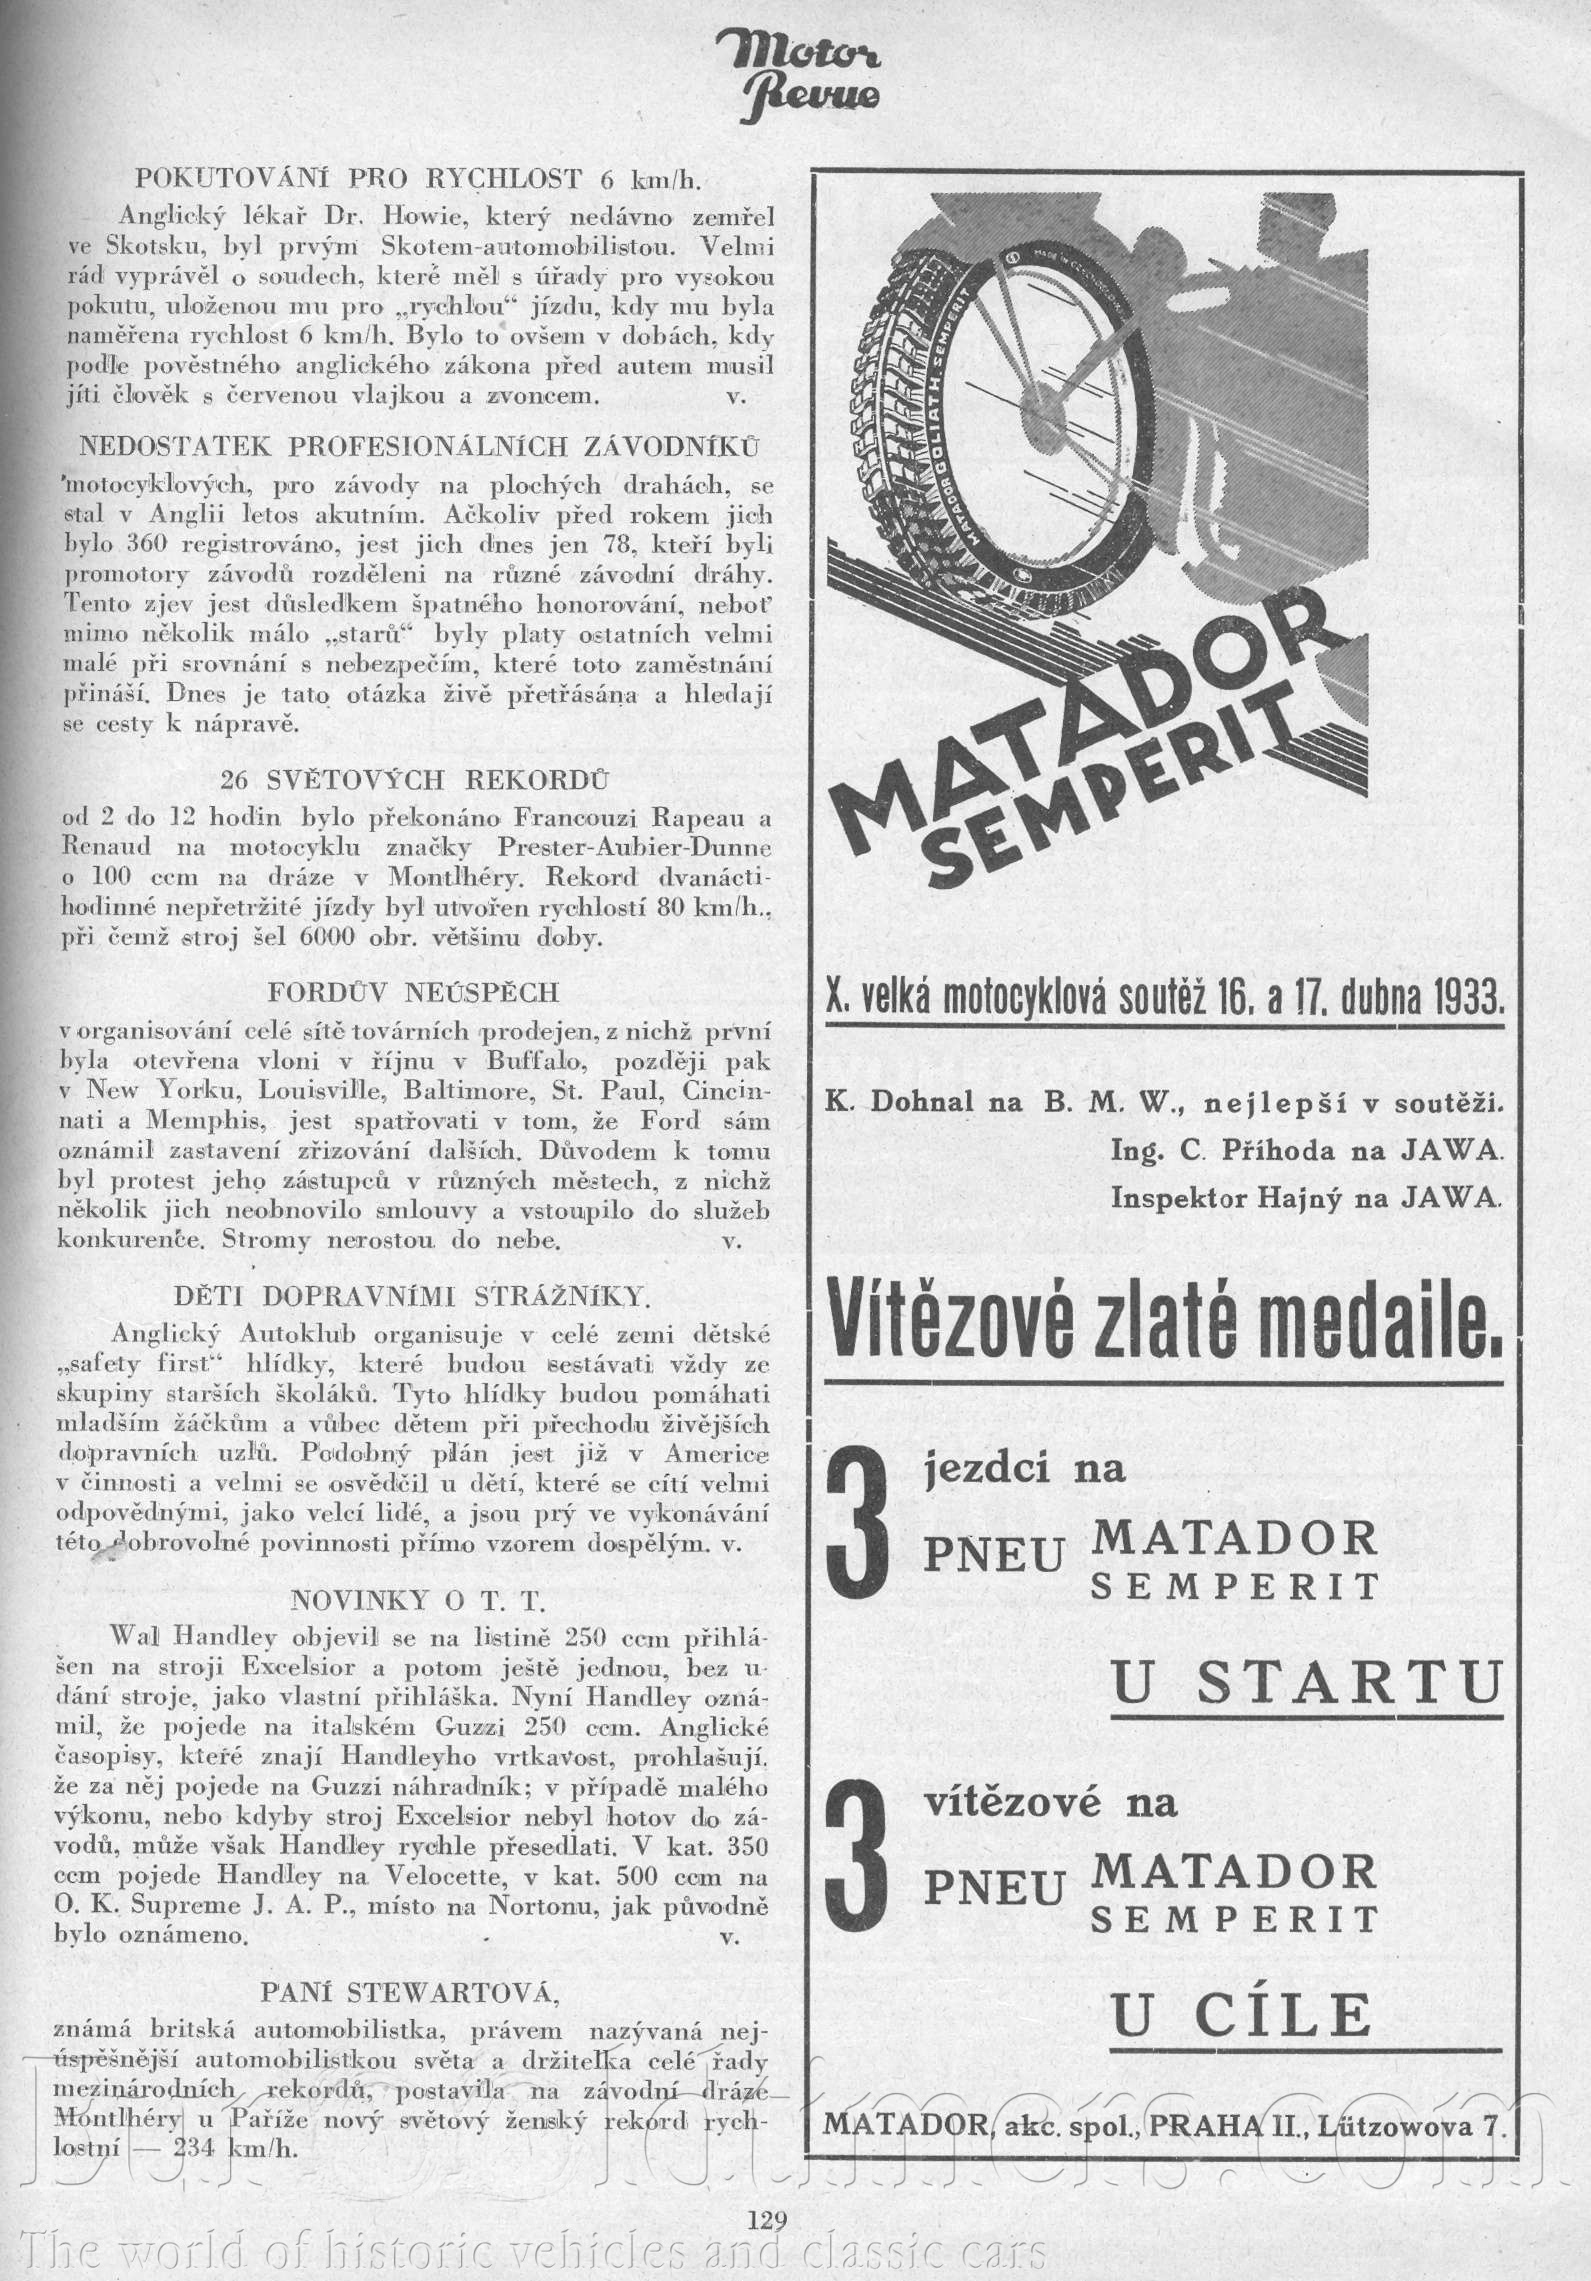 Motor
Revue
POKUTOVÁNÍ PRO RYCHLOST 6 km/h.
Anglický lékař Dr. Howie, který nedávno zemřel
ve Skotsku, byl prvým Skotem-automobilistou. Velmi
rád vyprávěl o soudech, které měl s úřady pro vysokou
pokutu, uloženou mu pro „rychlou“ jízdu, kdy mu byla
naměřena rychlost 6 km/h. Bylo to ovšem v dobách, kdy
podle pověstného anglického zákona před autem musil
jíti člověk s červenou vlajkou a zvoncem. v.
NEDOSTATEK PROFESIONÁLNÍCH ZÁVODNÍKŮ
motocyklových, pro závody na plochých drahách, se
stal v Anglii letos akutním. Ačkoliv před rokem jich
bylo 360 registrováno, jest jich dnes jen 78, kteří byli
promotory závodů rozděleni na různé závodní dráhy.
Tento zjev jest důsledkem špatného honorování, neboť
mimo několik málo „starů“ byly platy ostatních velmi
malé při srovnání s nebezpečím, které toto zaměstnání
přináší. Dnes je tato otázka živě přetřásána a hledají
se cesty k nápravě.
26 SVĚTOVÝCH REKORDŮ
od 2 do 12 hodin bylo překonáno Francouzi Rapeau a
Renaud na motocyklu značky Prester-Aubier-Dunne
o 100 ccm na dráze v Montlhéry. Rekord dvanácti-
hodinné nepřetržité jízdy byl utvořen rychlostí 80 km/h.,
při čemž stroj šel 6000 obr. většinu doby.
FORDŮV NEÚSPĚCH
v organisování celé sítě továrních prodejen, z nichž první
byla otevřena vloni v říjnu v Buffalo, později pak
v New Yorku, Louisville, Baltimore, St. Paul, Cincin-
nati a Memphis, jest spatřovati v tom, že Ford sám
oznámil zastavení zřizování dalších. Důvodem k tomu
byl protest jeho zástupců v různých městech, z nichž
několik jich neobnovilo smlouvy a vstoupilo do služeb
konkurence. Stromy nerostou do nebe. v.
DĚTI DOPRAVNÍMI STRÁŽNÍKY.
Anglický Autoklub organisuje v celé zemi dětské
„safety first“ hlídky, které budou sestávati vždy ze
skupiny starších školáků. Tyto hlídky budou pomáhati
mladším žáčkům a vůbec dětem při přechodu živějších
dopravních uzlů. Podobný plán jest již v Americe
v činnosti a velmi se osvědčil u dětí, které se cítí velmi
odpovědnými, jako velcí lidé, a jsou prý ve vykonávání
této dobrovolné povinnosti přímo vzorem dospělým. v.
NOVINKY O T. T.
Wal Handley objevil se na listině 250 ccm přihlá-
šen na stroji Excelsior a potom ještě jednou, bez u-
dání stroje, jako vlastní přihláška. Nyní Handley ozná-
mil, že pojede na italském Guzzi 250 ccm. Anglické
časopisy, které znají Handleyho vrtkavost, prohlašují,
že za něj pojede na Guzzi náhradník; v případě malého
výkonu, nebo kdyby stroj Excelsior nebyl hotov do zá-
vodů, může však Handley rychle přesedlati. V kat. 350
ccm pojede Handley na Velocette, v kat. 500 ccm na
O. K. Supreme J. A. P., místo na Nortonu, jak původně
bylo oznámeno. v.
PANÍ STEWARTOVÁ,
známá britská automobilistka, právem nazývaná nej-
úspěšnější automobilistkou světa a držitelka celé řady
mezinárodních rekordů, postavila na závodní dráze
Montlhéry u Paříže nový světový ženský rekord rych-
lostní — 234 km/h.
MATADOR GOLIATH. SEMPERIT
MADE IN
MATADOR
SEMPERIT
X. velká motocyklová soutěž 16. a 17. dubna 1933.
K. Dohnal na B. M. W., nejlepší v soutěži.
Ing. C. Příhoda na JAWA.
Inspektor Hajný na JAWA.
Vítězové zlaté medaile.
3 jezdci na
PNEU MATADOR
SEMPERIT
U STARTU
3 vítězové na
PNEU MATADOR
SEMPERIT
U CÍLE
MATADOR, akc. spol., PRAHA II., Lützowova 7.
129
The world of historic vehicles and classic cars